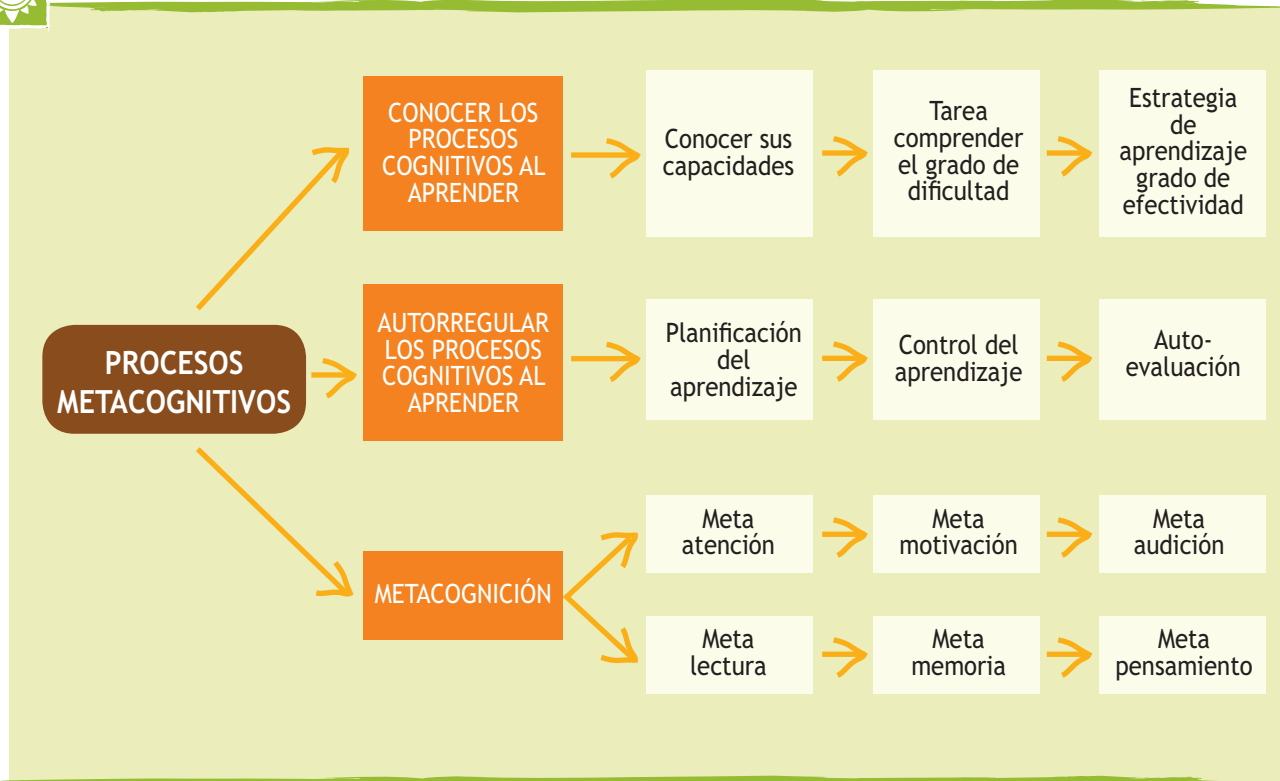 PROCESOS
METACOGNITIVOS
CONOCER LOS
PROCESOS
COGNITIVOS AL
APRENDER
Conocer sus
capacidades
Tarea
comprender
el grado de
dificultad
Estrategia
de
aprendizaje
grado de
efectividad
AUTORREGULAR
LOS PROCESOS
COGNITIVOS AL
APRENDER
Planificación
del
aprendizaje
Control del
aprendizaje
Auto-
evaluación
METACOGNICIÓN
Meta
atención
Meta
motivación
Meta
audición
Meta
lectura
Meta
memoria
Meta
pensamiento